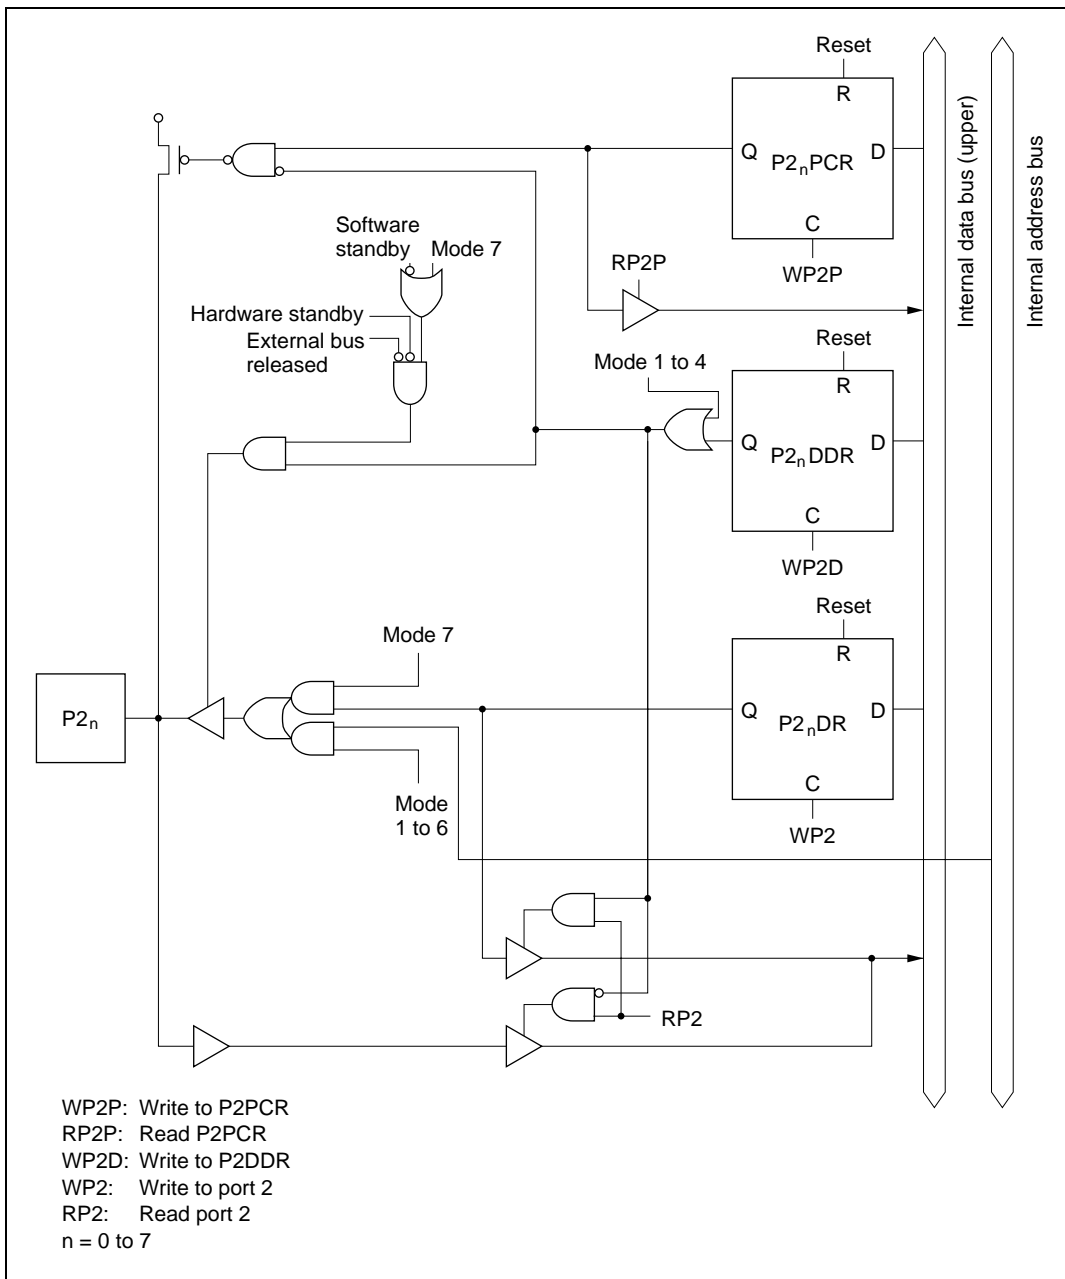 Reset
R
Q
P2nPCR
D
C
WP2P
RP2P
Internal data bus (upper)
Internal address bus
Software
standby
Mode 7
Hardware standby
External bus
released
Mode 1 to 4
Reset
R
Q
P2nDDR
D
C
WP2D
Reset
R
Q
P2nDR
D
C
WP2
Mode 7
P2n
Mode
1 to 6
RP2
WP2P: Write to P2PCR
RP2P: Read P2PCR
WP2D: Write to P2DDR
WP2: Write to port 2
RP2: Read port 2
n = 0 to 7